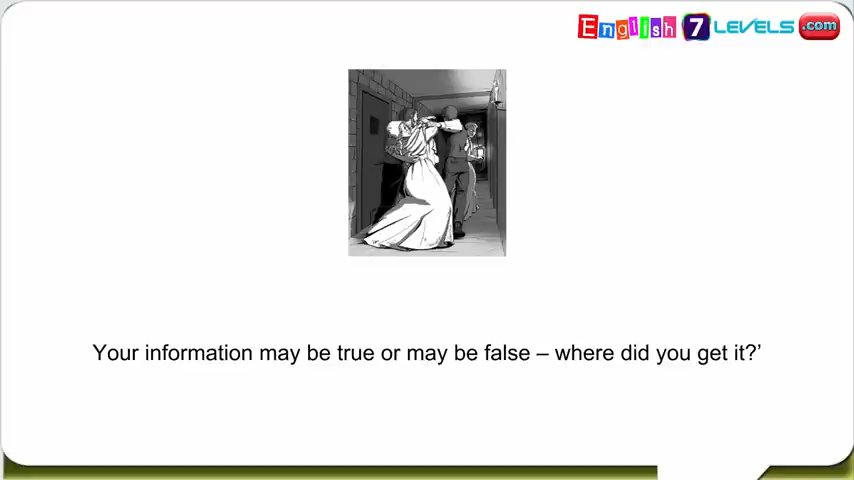 English 7 LEVELS .com
Your information may be true or may be false – where did you get it?’